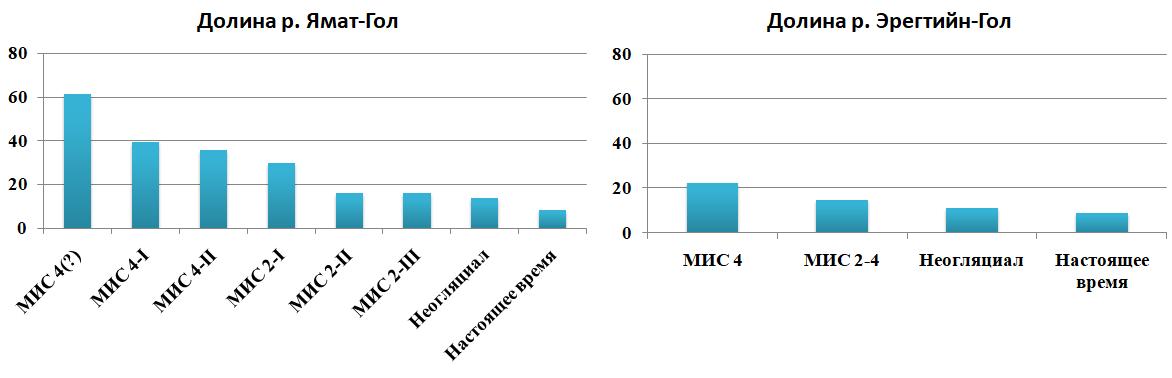 Долина р. Ямат-Гол
80
60
40
20
0
МИС 4(?)
МИС 4-I
МИС 4-II
МИС 2-I
МИС 2-II
МИС 2-III
Неогляциал
Настоящее время
Долина р. Эрегтийн-Гол
80
60
40
20
0
МИС 4
МИС 2-4
Неогляциал
Настоящее
время